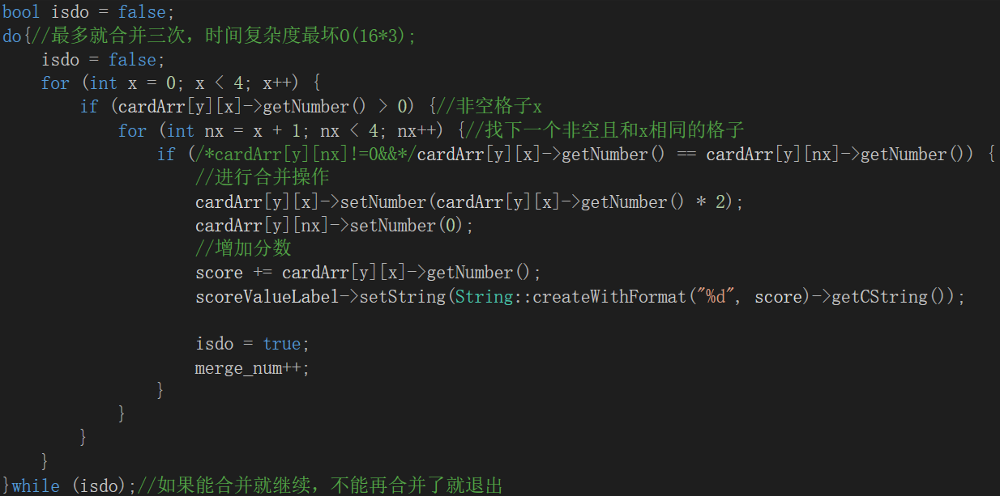 bool isdo = false;
do{//最多就合并三次，时间复杂度最坏O(16*3);
    isdo = false;
    for (int x = 0; x < 4; x++) {
        if (cardArr[y][x]->getNumber() > 0) {//非空格子x
            for (int nx = x + 1; nx < 4; nx++) {//找下一个非空且和x相同的格子
                if (/*cardArr[y][nx]!=0&&*/cardArr[y][x]->getNumber() == cardArr[y][nx]->getNumber()) {
                    //进行合并操作
                    cardArr[y][x]->setNumber(cardArr[y][x]->getNumber() * 2);
                    cardArr[y][nx]->setNumber(0);
                    //增加分数
                    score += cardArr[y][x]->getNumber();
                    scoreValueLabel->setString(String::createWithFormat("%d", score)->getCString());

                    isdo = true;
                    merge_num++;
                }
            }
        }
    }
}while (isdo);//如果能合并就继续，不能再合并了就退出